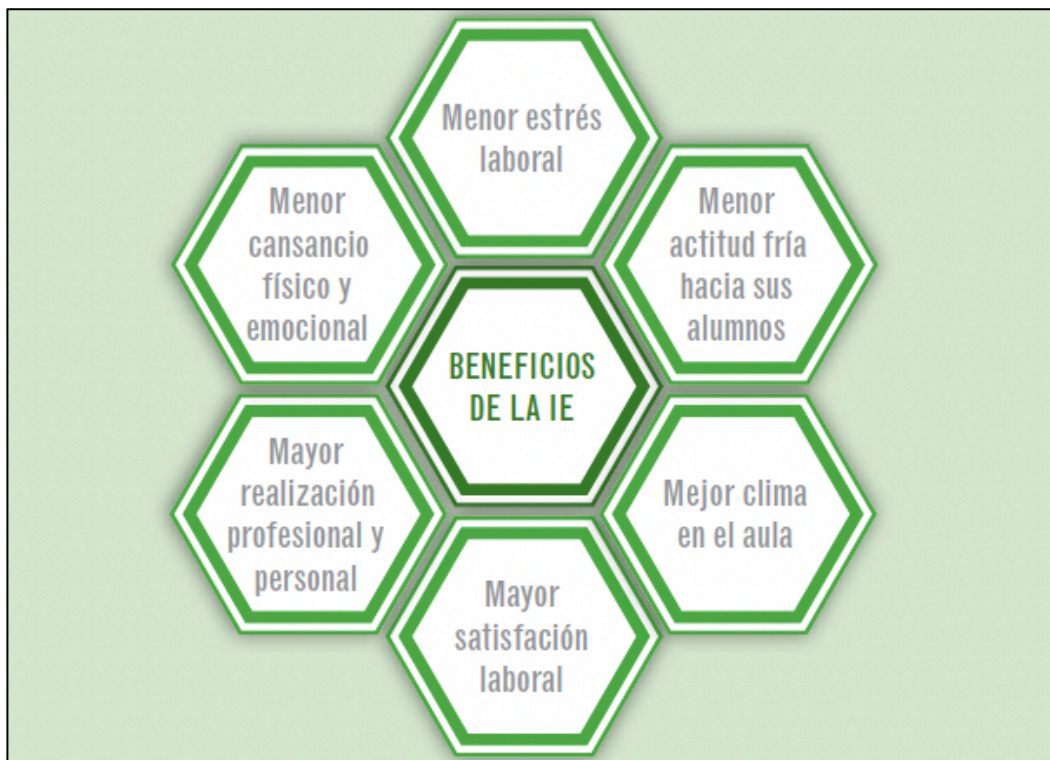 Menor estrés
laboral
Menor
cansancio
físico y
emocional
Menor
actitud fría
hacia sus
alumnos
BENEFICIOS
DE LA IE
Mayor
realización
profesional y
personal
Mejor clima
en el aula
Mayor
satisfación
laboral